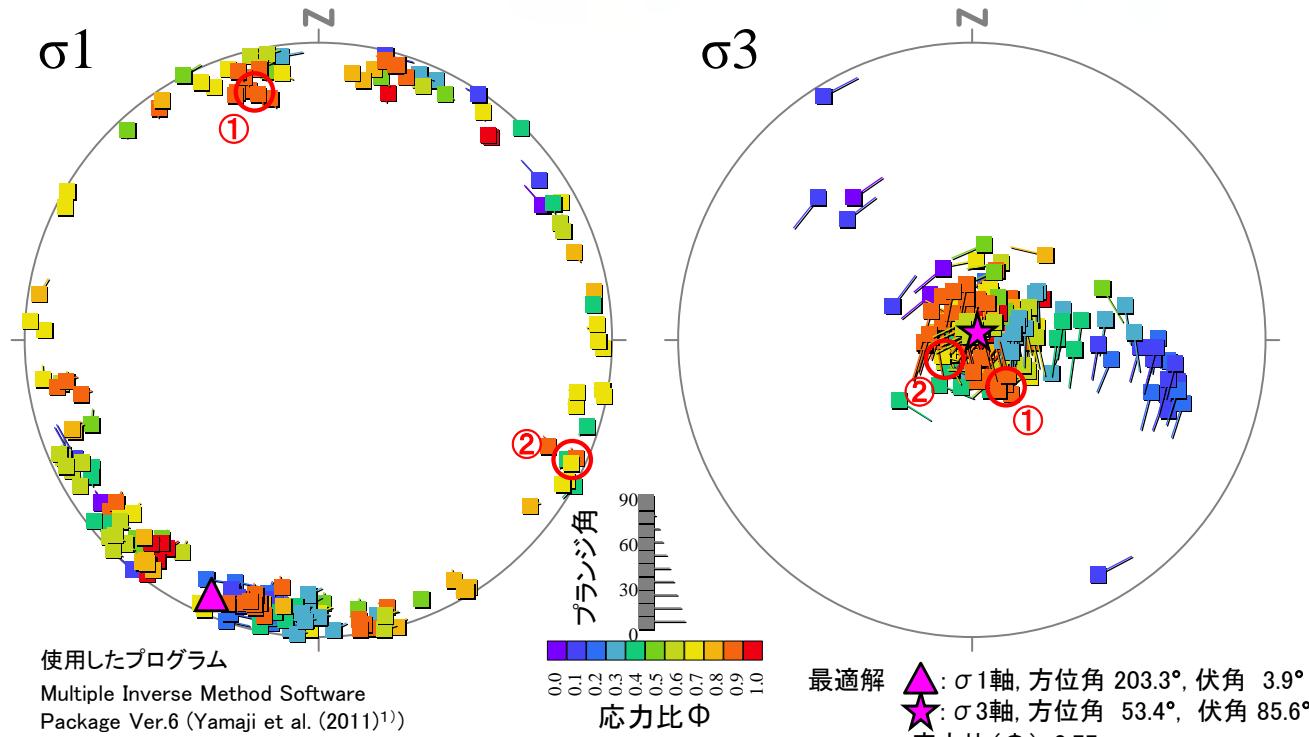 N
N
σ1
σ3
①
①
②
②
プランジ角
90
60
30
0
0.0
0.1
0.2
0.3
0.4
0.5
0.6
0.7
0.8
0.9
1.0
応力比Φ
使用したプログラム
Multiple Inverse Method Software
Package Ver.6 (Yamaji et al. (2011)1))
最適解 : σ1軸, 方位角 203.3°, 伏角 3.9°
: σ3軸, 方位角 53.4°, 伏角 85.6°